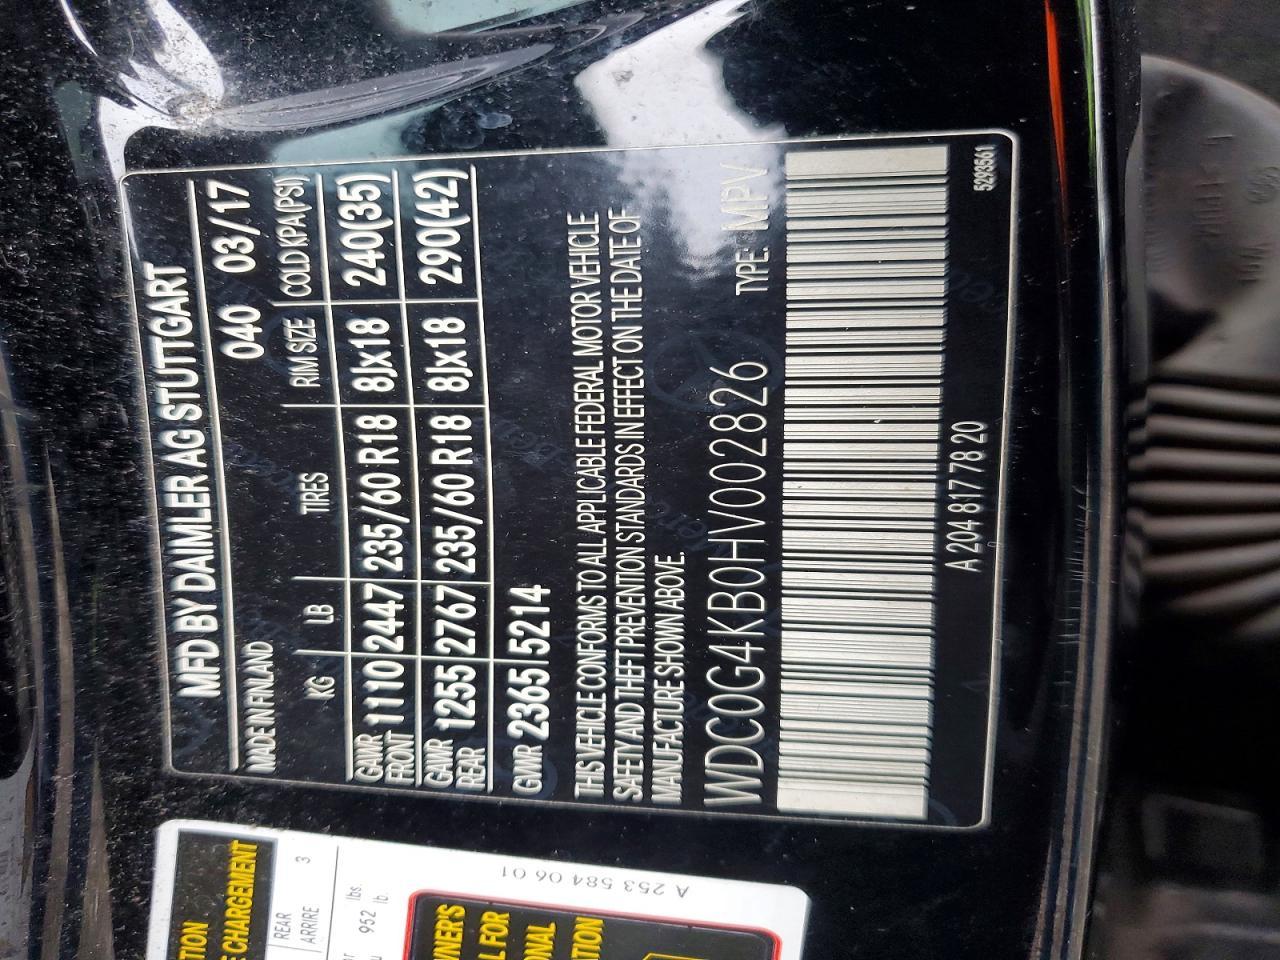 MFD BY DAIMLER AG STUTTGART
MADE IN FINLAND 040 03/17
KG LB TIRES RIM SIZE COLD KPA (PSI)
GAWR FRONT 1110 2447 235/60 R18 8Jx18 240(35)
GAWR REAR 1255 2767 235/60 R18 8Jx18 290(42)
GVWR 2365|5214
THIS VEHICLE CONFORMS TO ALL APPLICABLE FEDERAL MOTOR VEHICLE
SAFETY AND THEFT PREVENTION STANDARDS IN EFFECT ON THE DATE OF
MANUFACTURE SHOWN ABOVE.
WDC0G4KB0HV002826 TYPE: MPV
A 204 817 78 20
5293561
CHARGEMENT
REAR
ARRIERE 3
952 lbs.
lb.
A 253 584 06 01
FOR